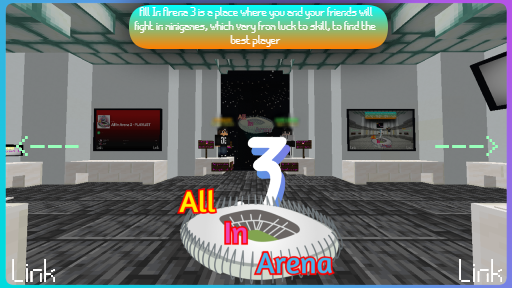 All In Arena 3 is a place where you and your friends will
fight in minigames, which very from luck to skill, to find the
best player
3
All
In
Arena
Link
Link